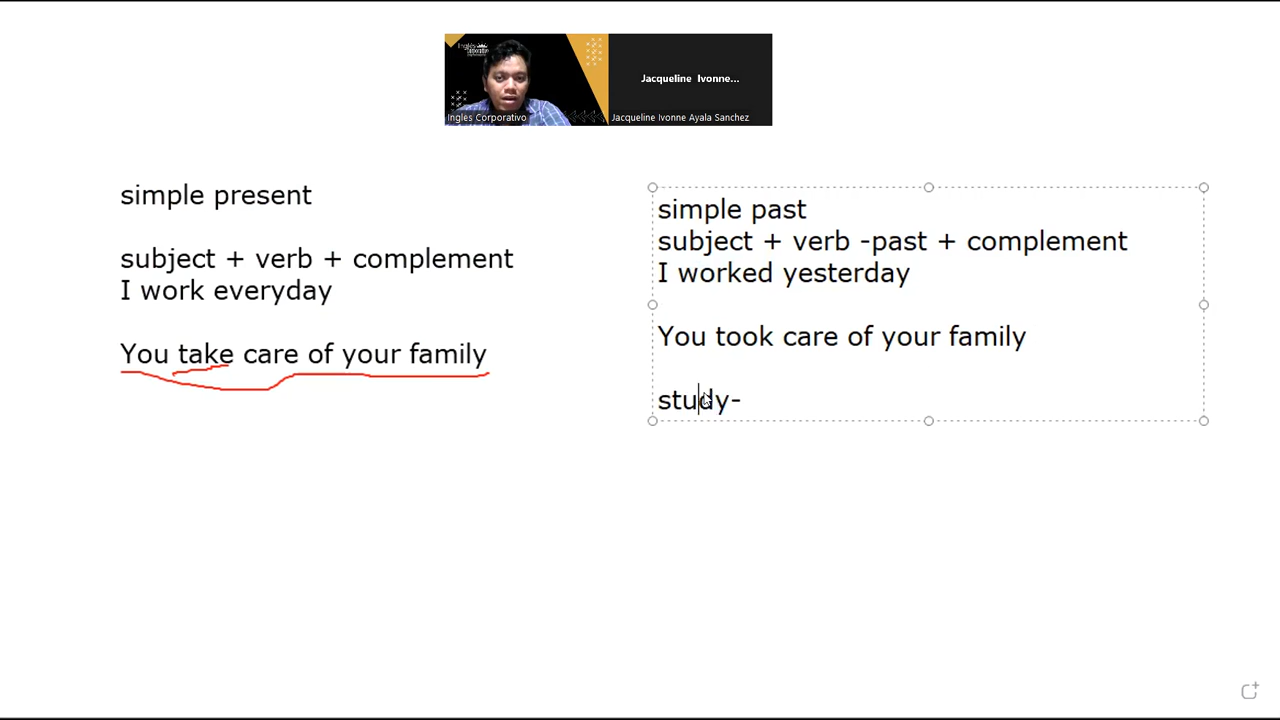 Jacqueline Ivonne...
Ingles Corporativo
Jacqueline Ivonne Ayala Sanchez
simple present
subject + verb + complement
I work everyday
You take care of your family
simple past
subject + verb -past + complement
I worked yesterday
You took care of your family
study-